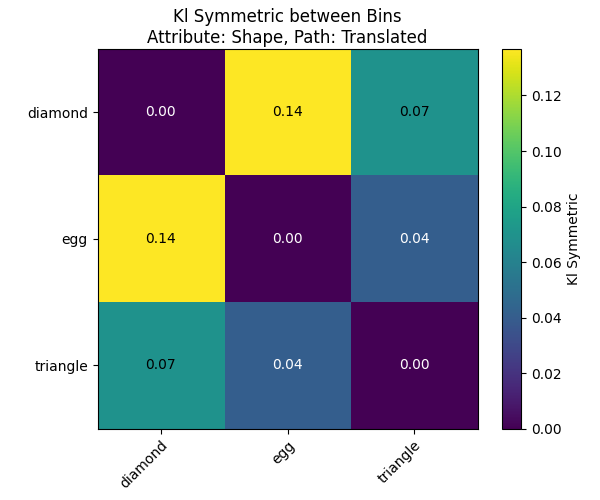 Kl Symmetric between Bins
Attribute: Shape, Path: Translated
diamond
0.00
0.14
0.07
egg
0.14
0.00
0.04
triangle
0.07
0.04
0.00
diamond
egg
triangle
0.12
0.10
0.08
0.06
0.04
0.02
0.00
Kl Symmetric